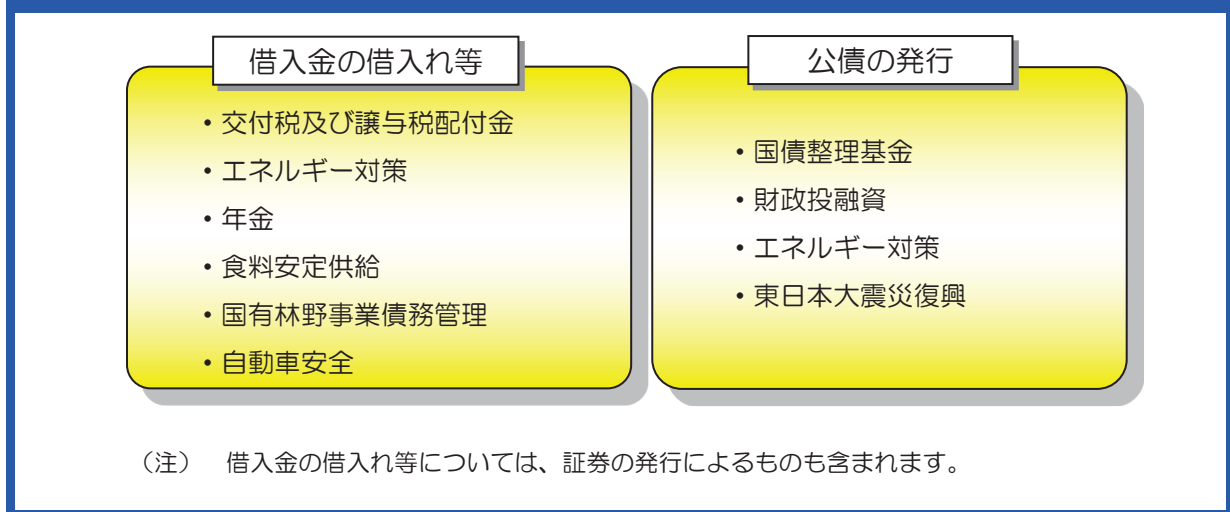 借入金の借入れ等
・交付税及び譲与税配付金
・エネルギー対策
・年金
・食料安定供給
・国有林野事業債務管理
・自動車安全
公債の発行
・国債整理基金
・財政投融資
・エネルギー対策
・東日本大震災復興
（注）　借入金の借入れ等については、証券の発行によるものも含まれます。